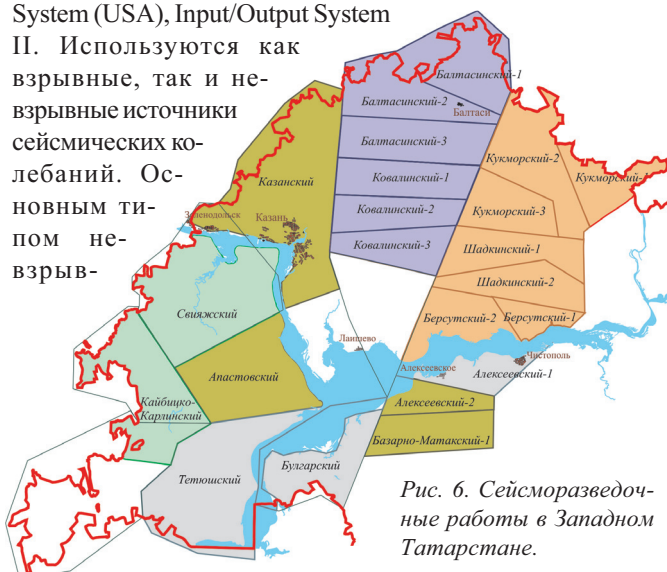 System (USA), Input/Output System
II. Используются как
взрывные, так и не-
взрывные источники
сейсмических ко-
лебаний. Ос-
новным ти-
пом не-
взрыв-
Балтасинский-1
Балтасинский-2
Балтаси
Балтасинский-3
Кукморский-2
Кукморский-1
Казанский
Ковалинский-1
Зеленодольск
Казань
Ковалинский-2
Кукморский-3
Ковалинский-3
Шадкинский-1
Шадкинский-2
Свияжский
Берсутский-2
Берсутский-1
Лаишево
Чистополь
Апастовский
Алексеевское
Алексеевский-1
Кайбицко-
Карлинский
Алексеевский-2
Базарно-Матакский-1
Тетюшский
Булгарский
Рис. 6. Сейсморазведоч-
ные работы в Западном
Татарстане.